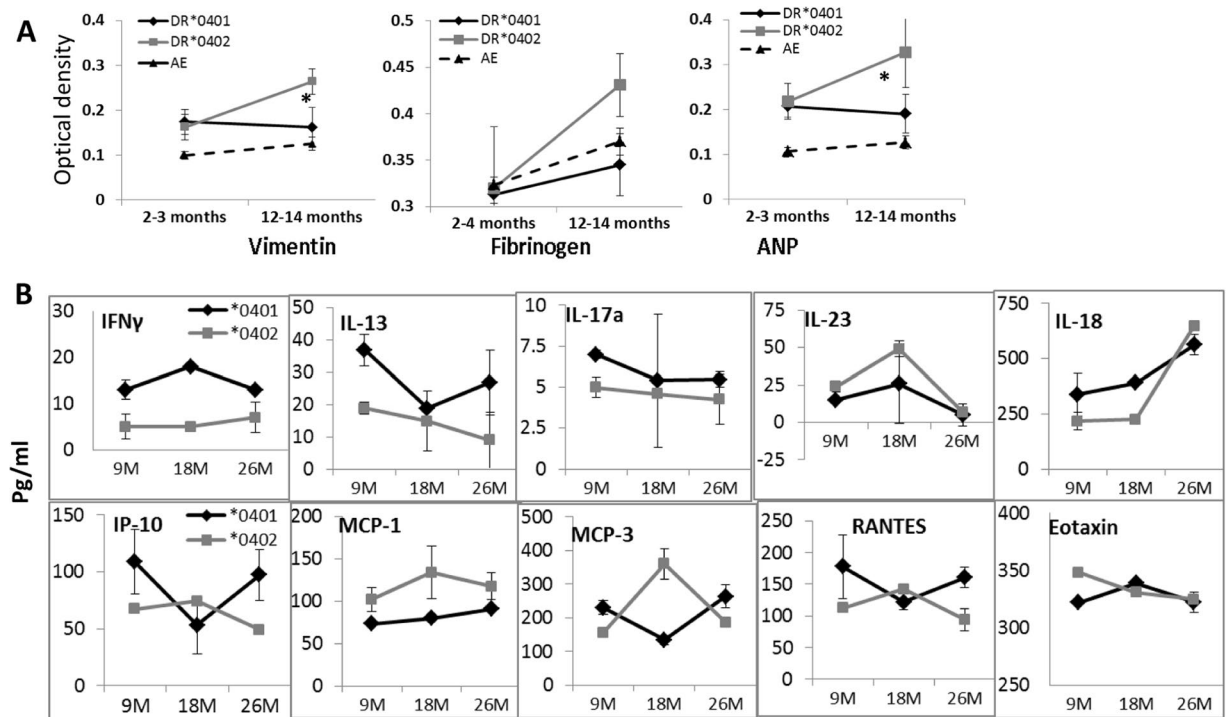 A
Optical density
DR*0401
DR*0402
AE
0.4
0.3
0.2
0.1
0
2-3 months 12-14 months
Vimentin
*
DR*0401
DR*0402
AE
0.5
0.45
0.4
0.35
0.3
2-4 months 12-14 months
Fibrinogen
DR*0401
DR*0402
AE
0.4
0.3
0.2
0.1
0
2-3 months 12-14 months
ANP
*
B
Pg/ml
IFNγ
*0401
*0402
30
20
10
0
9M 18M 26M
IL-13
50
40
30
20
10
0
9M 18M 26M
IL-17a
10
7.5
5
2.5
0
9M 18M 26M
IL-23
75
50
25
0
-25
9M 18M 26M
IL-18
750
500
250
0
9M 18M 26M
IP-10
*0401
*0402
150
100
50
0
9M 18M 26M
MCP-1
200
175
150
125
100
75
50
25
0
9M 18M 26M
MCP-3
500
400
300
200
100
0
9M 18M 26M
RANTES
250
200
150
100
50
0
9M 18M 26M
Eotaxin
400
350
300
250
9M 18M 26M